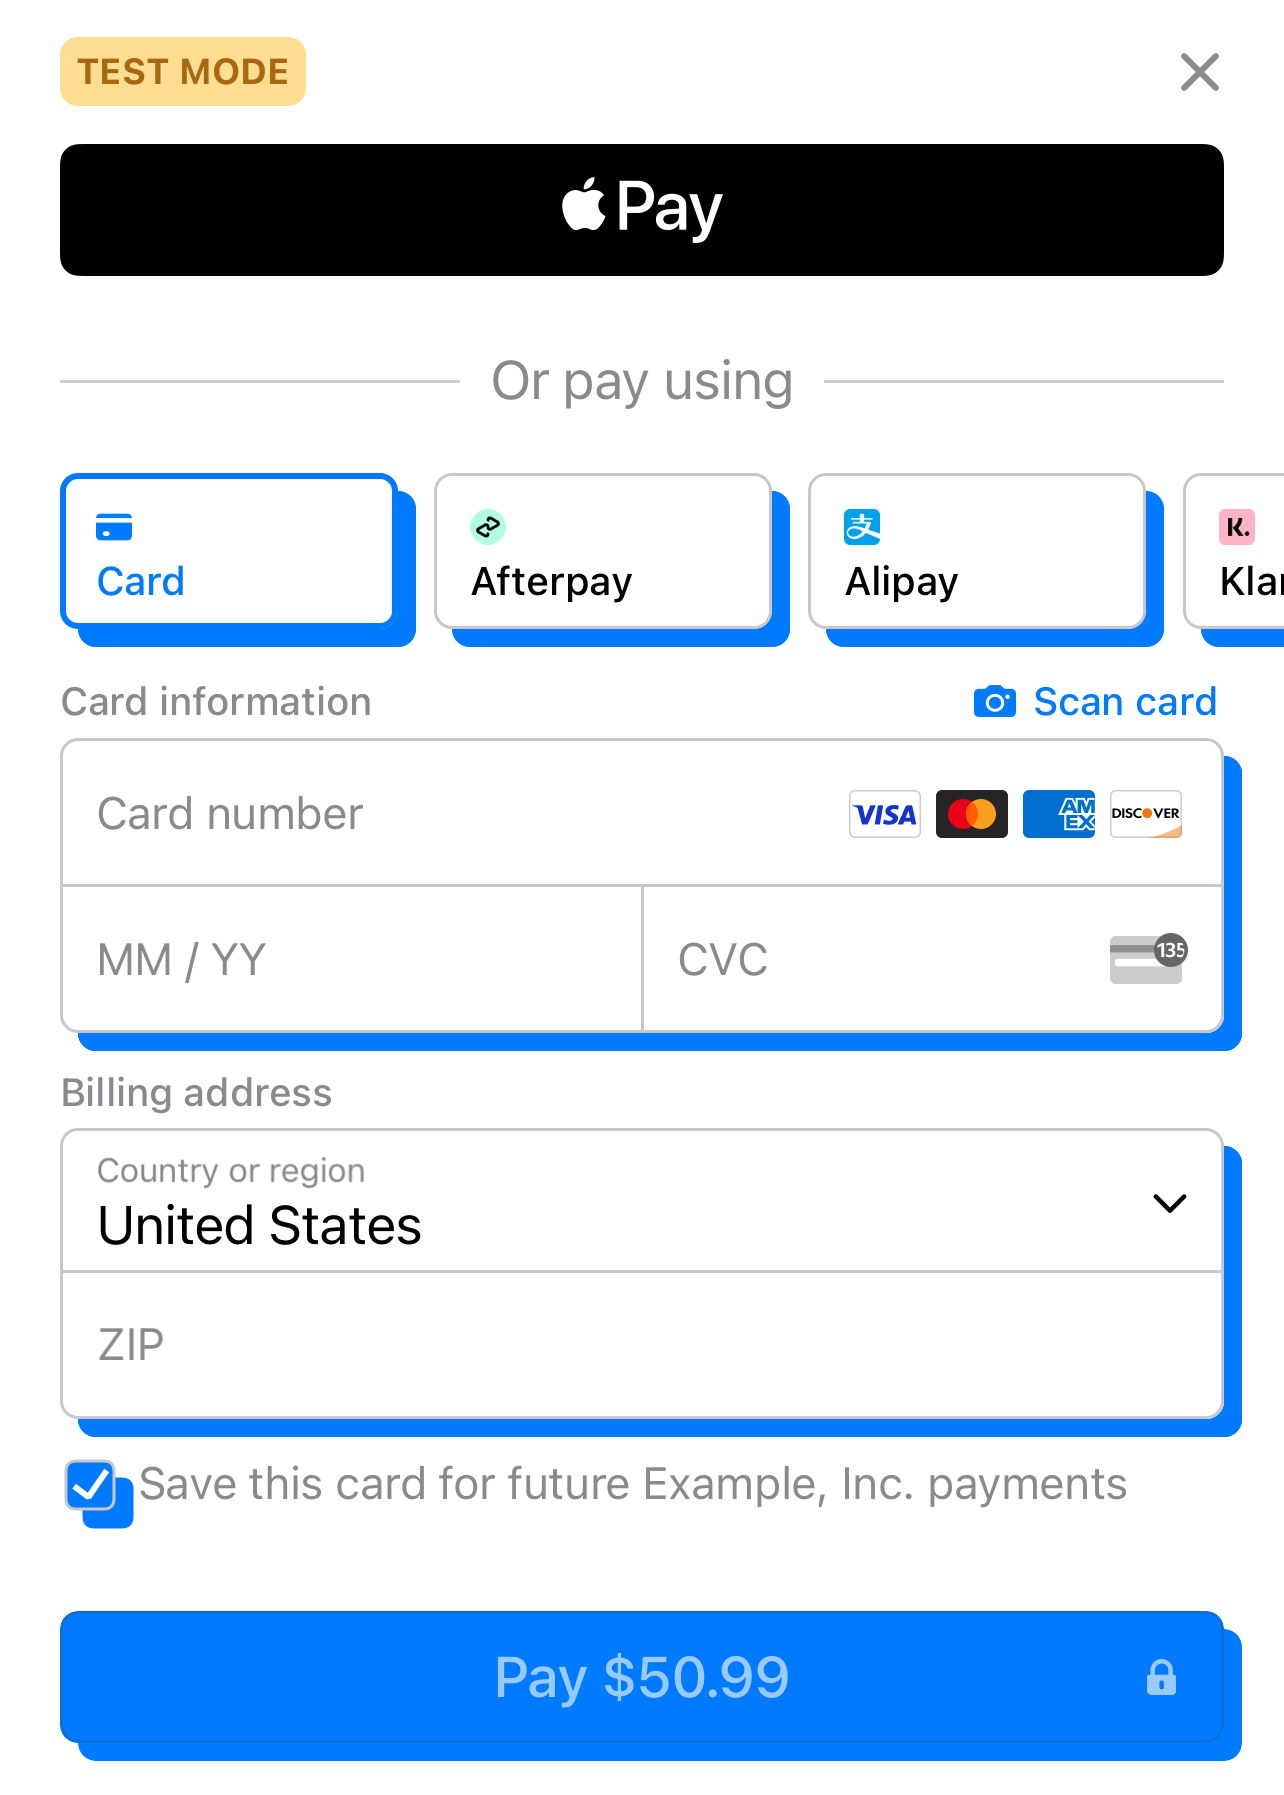 TEST MODE
Pay
Or pay using
Card
Afterpay
支 Alipay
K. Klar
Card information
Scan card
Card number
VISA
AM
EX
DISCOVER
MM / YY
CVC
135
Billing address
Country or region
United States
ZIP
Save this card for future Example, Inc. payments
Pay $50.99